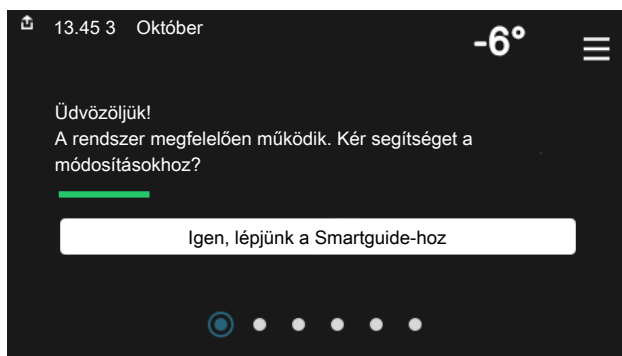 13.45 3 Október
-6°
Üdvözöljük!
A rendszer megfelelően működik. Kér segítséget a
módosításokhoz?
Igen, lépjünk a Smartguide-hoz